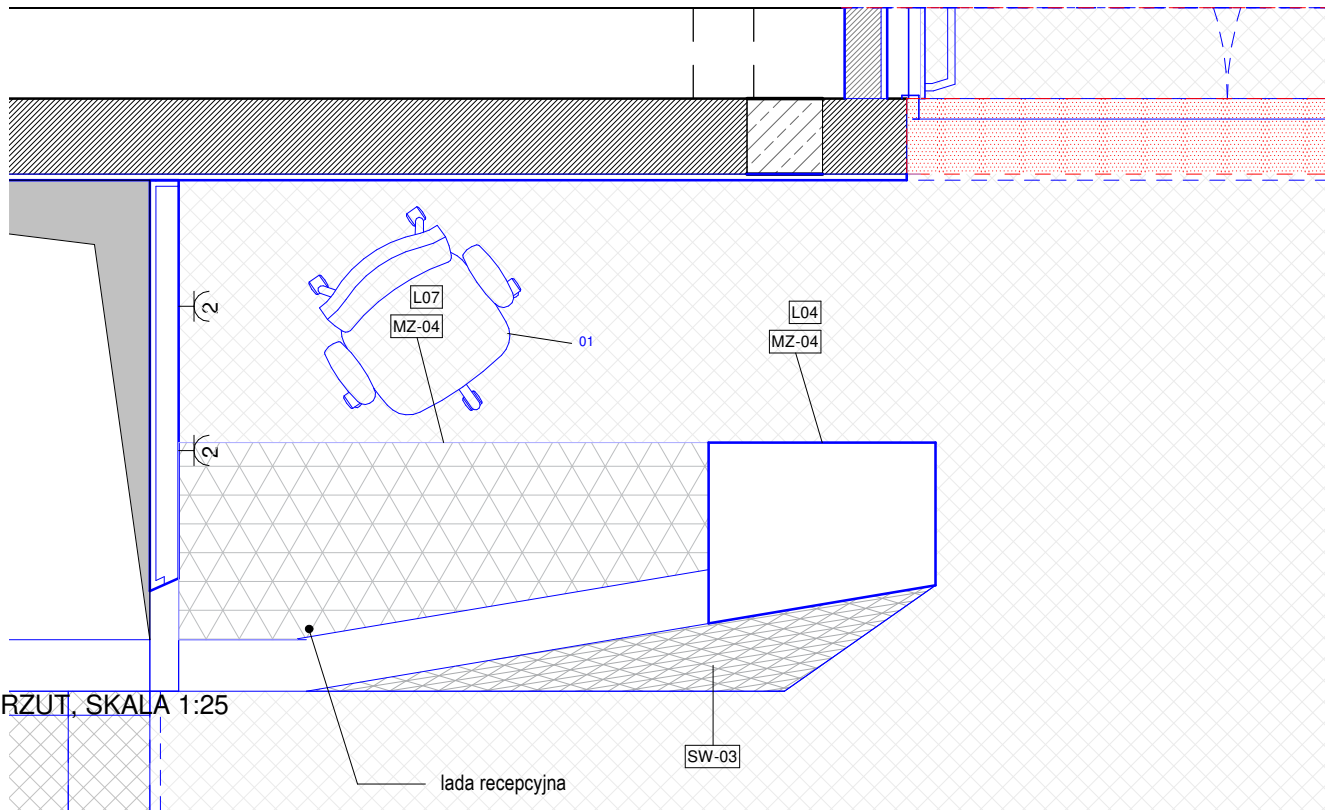 L07
MZ-04
L04
MZ-04
01
2
2
RZUT, SKALA 1:25
SW-03
lada recepcyjna